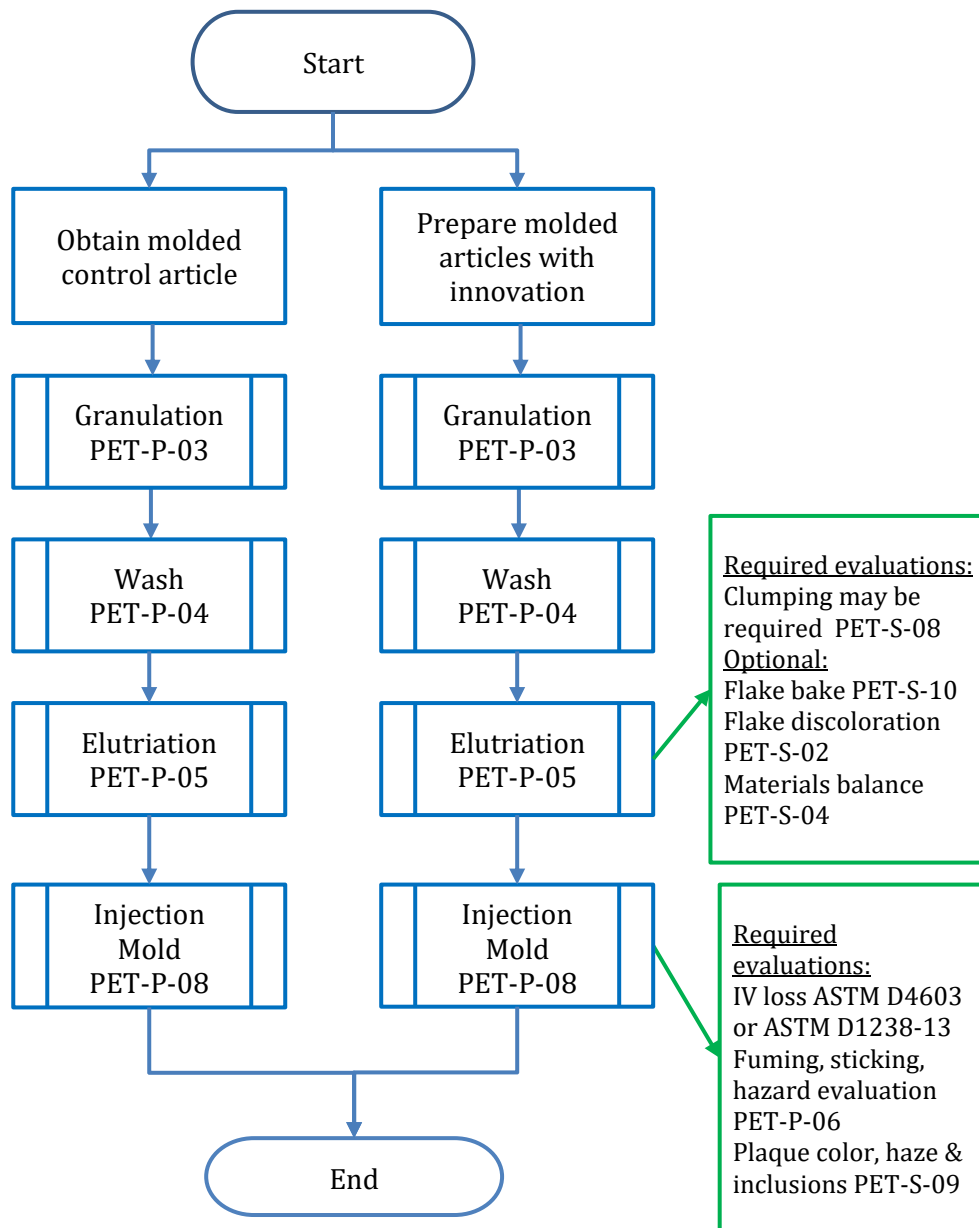 Start
Obtain molded
control article
Prepare molded
articles with
innovation
Granulation
PET-P-03
Granulation
PET-P-03
Wash
PET-P-04
Wash
PET-P-04
Elutriation
PET-P-05
Elutriation
PET-P-05
Required evaluations:
Clumping may be
required PET-S-08
Optional:
Flake bake PET-S-10
Flake discoloration
PET-S-02
Materials balance
PET-S-04
Injection
Mold
PET-P-08
Injection
Mold
PET-P-08
Required
evaluations:
IV loss ASTM D4603
or ASTM D1238-13
Fuming, sticking,
hazard evaluation
PET-P-06
Plaque color, haze &
inclusions PET-S-09
End